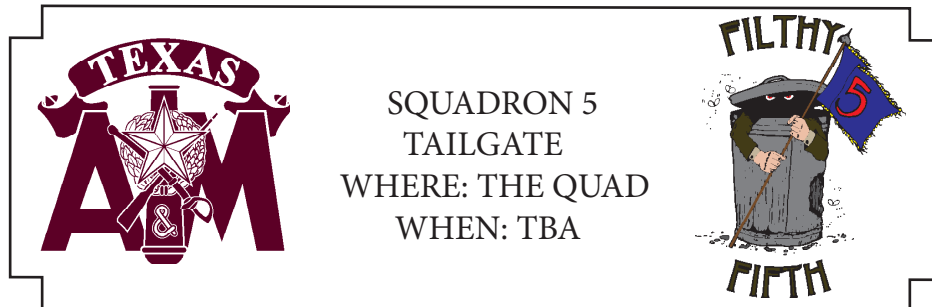 TEXAS
A&M
SQUADRON 5
TAILGATE
WHERE: THE QUAD
WHEN: TBA
FILTHY
5
FIFTH